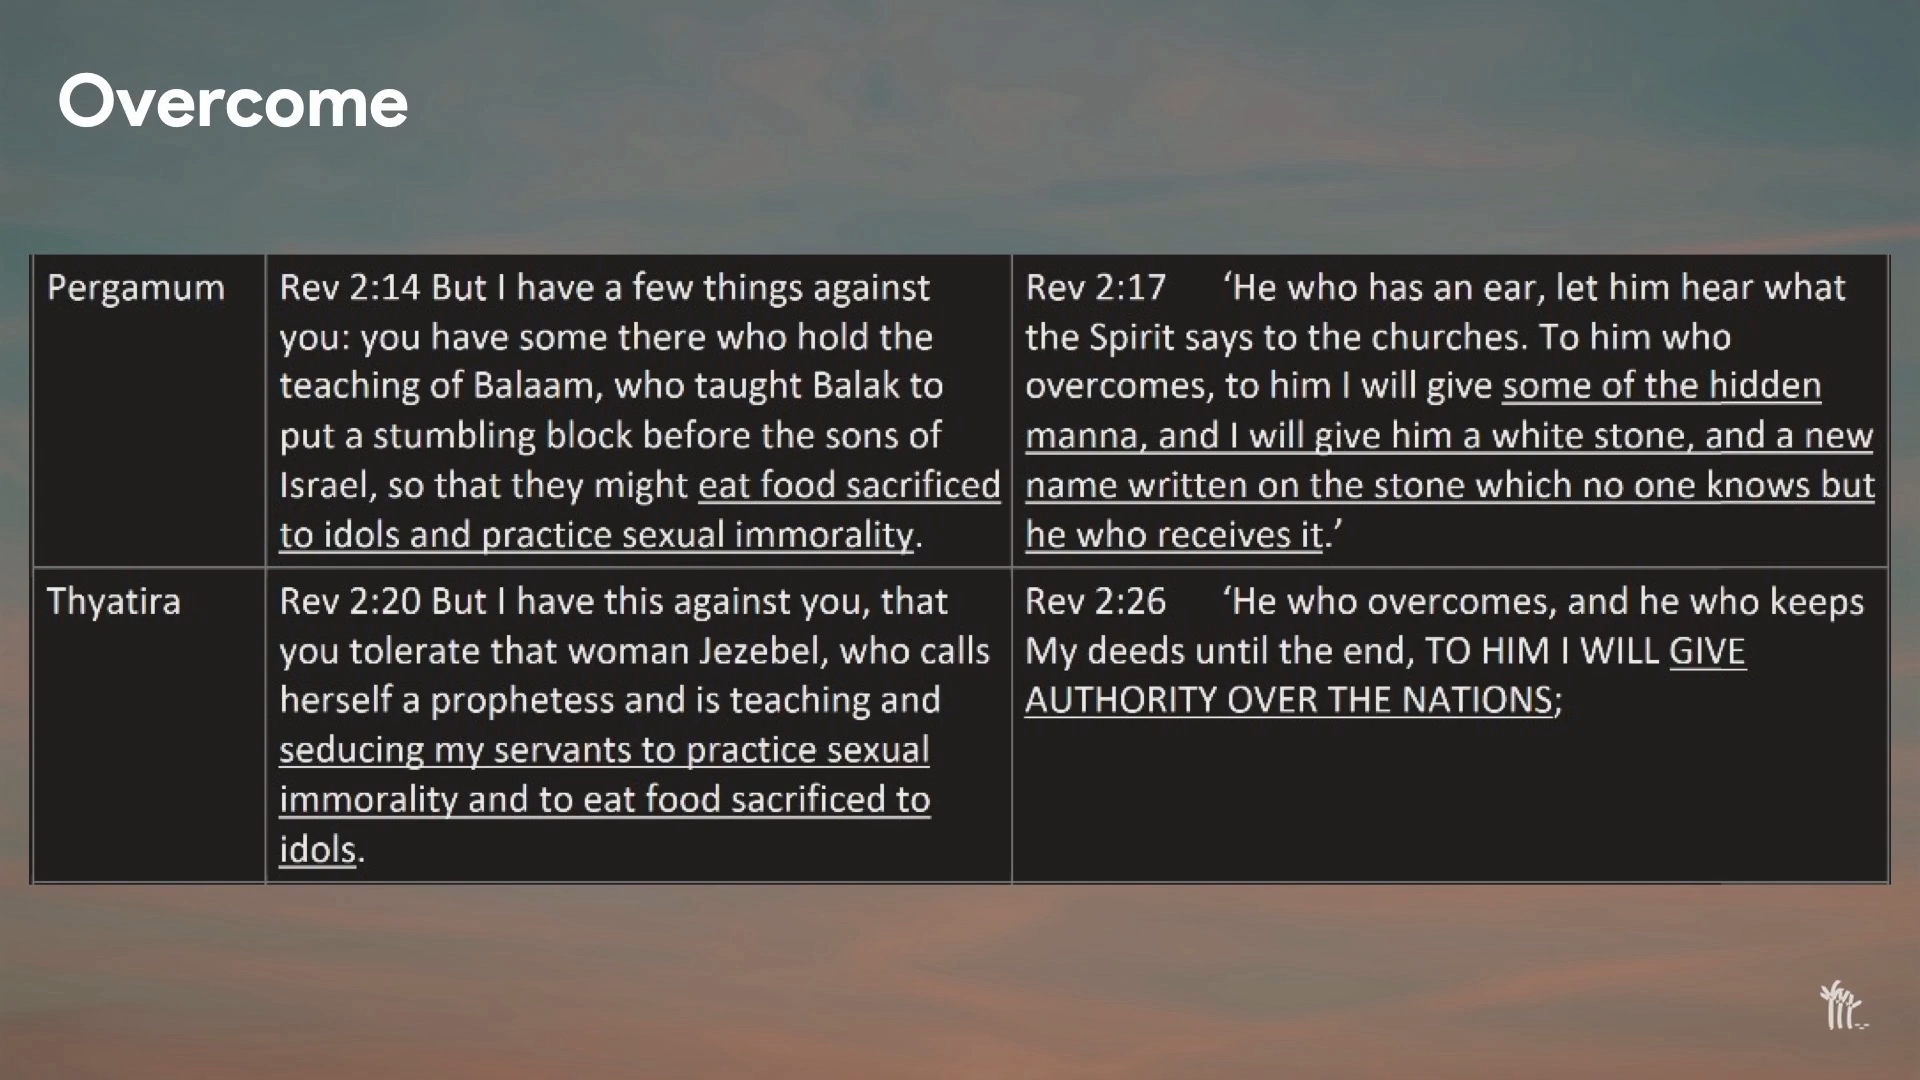 Overcome
Pergamum
Rev 2:14 But I have a few things against
you: you have some there who hold the
teaching of Balaam, who taught Balak to
put a stumbling block before the sons of
Israel, so that they might eat food sacrificed
to idols and practice sexual immorality.
Rev 2:17 ‘He who has an ear, let him hear what
the Spirit says to the churches. To him who
overcomes, to him I will give some of the hidden
manna, and I will give him a white stone, and a new
name written on the stone which no one knows but
he who receives it.’
Thyatira
Rev 2:20 But I have this against you, that
you tolerate that woman Jezebel, who calls
herself a prophetess and is teaching and
seducing my servants to practice sexual
immorality and to eat food sacrificed to
idols.
Rev 2:26 ‘He who overcomes, and he who keeps
My deeds until the end, TO HIM I WILL GIVE
AUTHORITY OVER THE NATIONS;